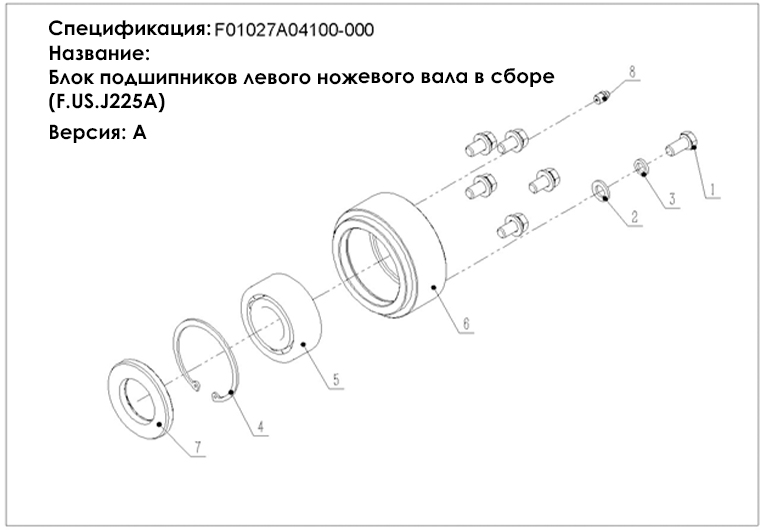 Спецификация: F01027A04100-000
Название:
Блок подшипников левого ножевого вала в сборе
(F.US.J225A)
Версия: А
8
1
3
2
6
5
4
7